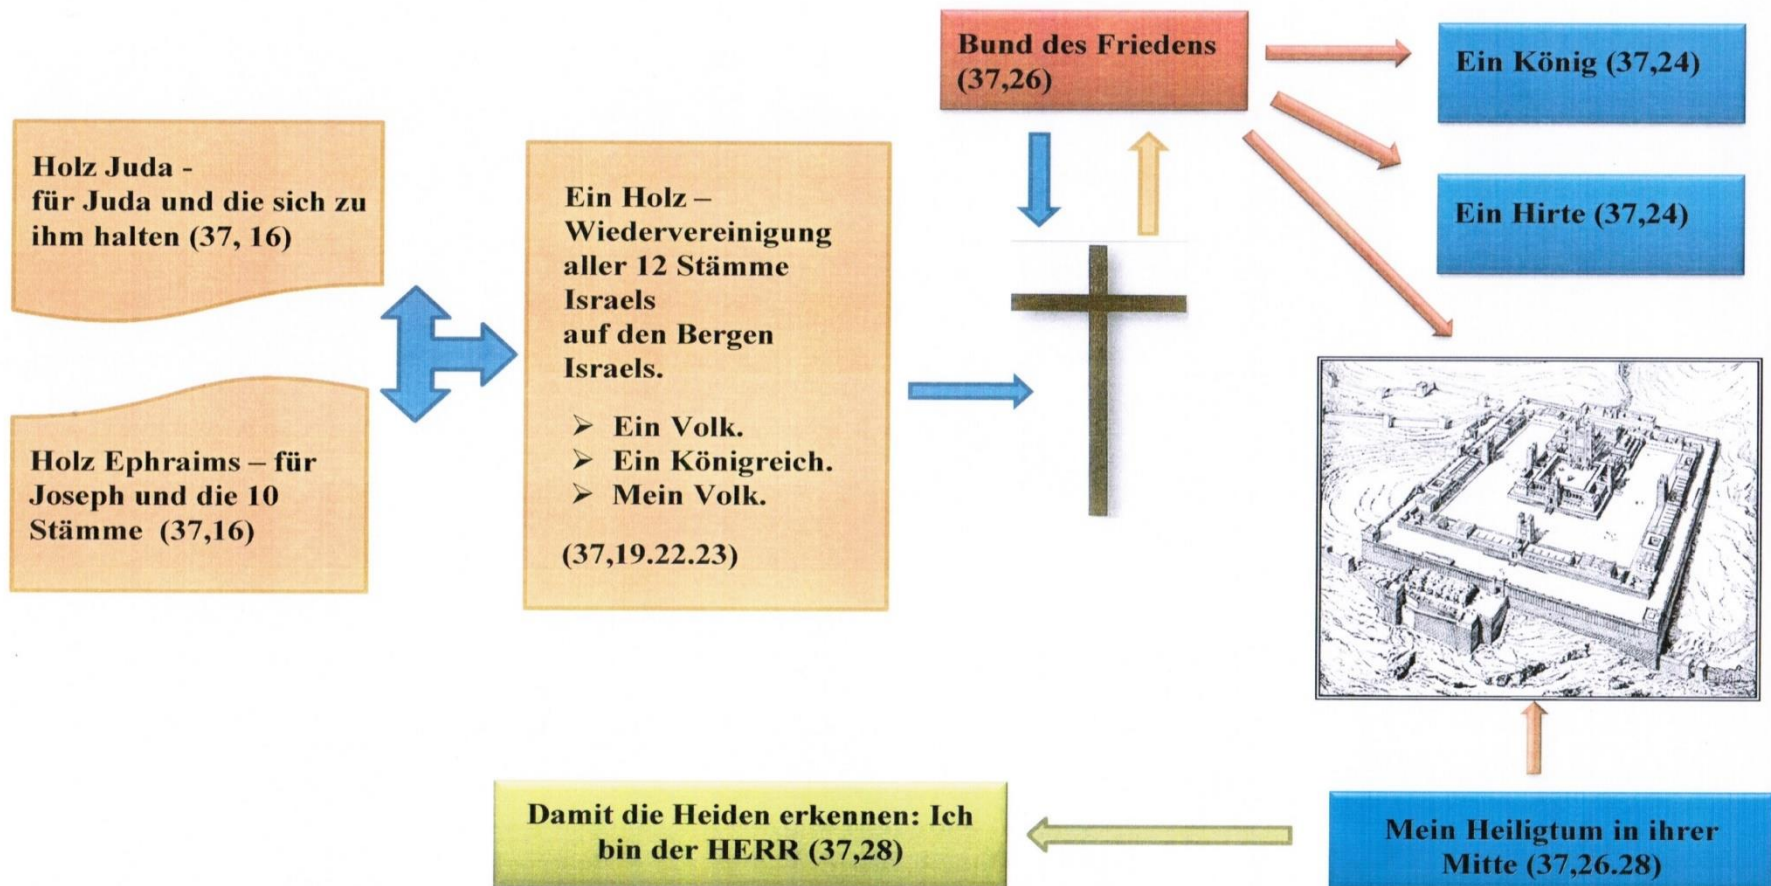 Holz Juda -
für Juda und die sich zu
ihm halten (37, 16)
Holz Ephraims – für
Joseph und die 10
Stämme (37,16)
Ein Holz –
Wiedervereinigung
aller 12 Stämme
Israels
auf den Bergen
Israels.
➢ Ein Volk.
➢ Ein Königreich.
➢ Mein Volk.
(37,19.22.23)
Bund des Friedens
(37,26)
Ein König (37,24)
Ein Hirte (37,24)
Mein Heiligtum in ihrer
Mitte (37,26.28)
Damit die Heiden erkennen: Ich
bin der HERR (37,28)